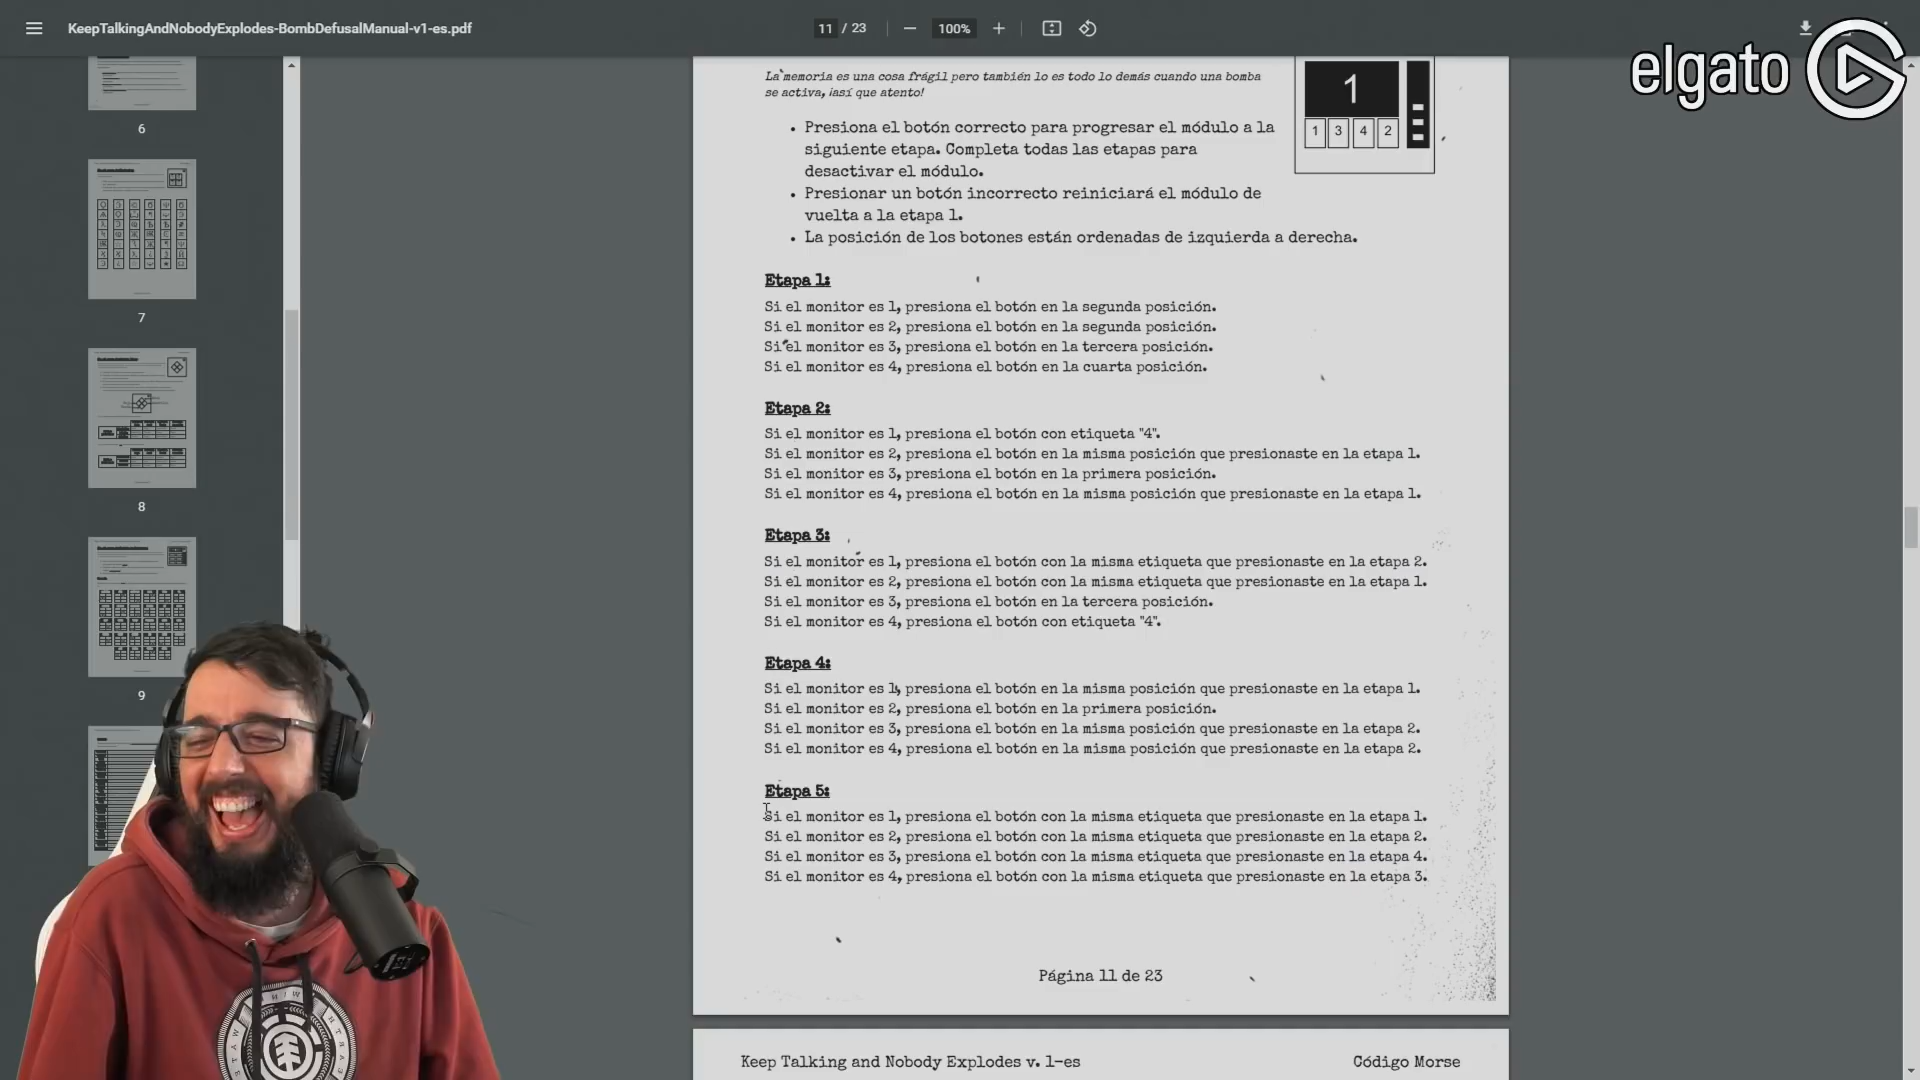 KeepTalkingAndNobodyExplodes-BombDefusalManual-v1-es.pdf
11 / 23
100%
elgato
6
7
8
9
La memoria es una cosa frágil pero también lo es todo lo demás cuando una bomba
se activa, ¡así que atento!
1
1 3 4 2
• Presiona el botón correcto para progresar el módulo a la
siguiente etapa. Completa todas las etapas para
desactivar el módulo.
• Presionar un botón incorrecto reiniciará el módulo de
vuelta a la etapa 1.
• La posición de los botones están ordenadas de izquierda a derecha.
Etapa 1:
Si el monitor es 1, presiona el botón en la segunda posición.
Si el monitor es 2, presiona el botón en la segunda posición.
Si el monitor es 3, presiona el botón en la tercera posición.
Si el monitor es 4, presiona el botón en la cuarta posición.
Etapa 2:
Si el monitor es 1, presiona el botón con etiqueta "4".
Si el monitor es 2, presiona el botón en la misma posición que presionaste en la etapa 1.
Si el monitor es 3, presiona el botón en la primera posición.
Si el monitor es 4, presiona el botón en la misma posición que presionaste en la etapa 1.
Etapa 3:
Si el monitor es 1, presiona el botón con la misma etiqueta que presionaste en la etapa 2.
Si el monitor es 2, presiona el botón con la misma etiqueta que presionaste en la etapa 1.
Si el monitor es 3, presiona el botón en la tercera posición.
Si el monitor es 4, presiona el botón con etiqueta "4".
Etapa 4:
Si el monitor es 1, presiona el botón en la misma posición que presionaste en la etapa 1.
Si el monitor es 2, presiona el botón en la primera posición.
Si el monitor es 3, presiona el botón en la misma posición que presionaste en la etapa 2.
Si el monitor es 4, presiona el botón en la misma posición que presionaste en la etapa 2.
Etapa 5:
Si el monitor es 1, presiona el botón con la misma etiqueta que presionaste en la etapa 1.
Si el monitor es 2, presiona el botón con la misma etiqueta que presionaste en la etapa 2.
Si el monitor es 3, presiona el botón con la misma etiqueta que presionaste en la etapa 4.
Si el monitor es 4, presiona el botón con la misma etiqueta que presionaste en la etapa 3.
Página 11 de 23
Keep Talking and Nobody Explodes v. 1-es
Código Morse